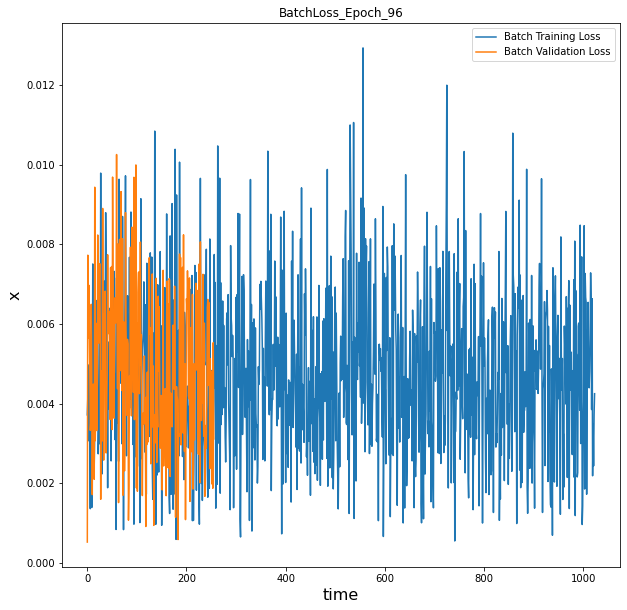 BatchLoss_Epoch_96
Batch Training Loss
Batch Validation Loss
0.012
0.010
0.008
0.006
0.004
0.002
0.000
x
0 200 400 600 800 1000
time